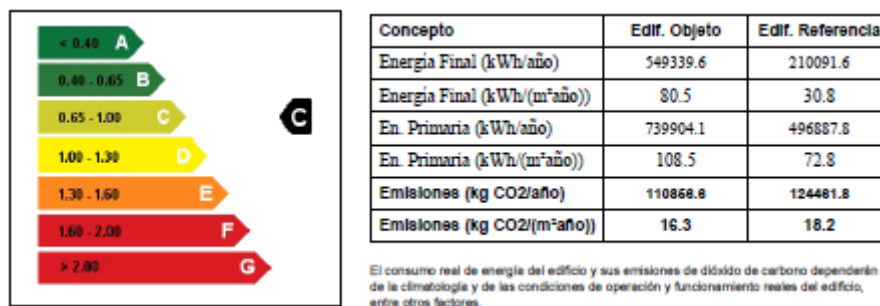 < 0.40 A
0.40 - 0.65 B
0.65 - 1.00 C
C
1.00 - 1.30 D
1.30 - 1.60 E
1.60 - 2.00 F
> 2.00 G
Concepto Edif. Objeto Edif. Referencia
Energía Final (kWh/año) 549339.6 210091.6
Energía Final (kWh/(m²año)) 80.5 30.8
En. Primaria (kWh/año) 739904.1 496887.8
En. Primaria (kWh/(m²año)) 108.5 72.8
Emisiones (kg CO2/año) 110856.6 124461.8
Emisiones (kg CO2/(m²año)) 16.3 18.2
El consumo real de energía del edificio y sus emisiones de dióxido de carbono dependerán
de la climatología y de las condiciones de operación y funcionamiento reales del edificio,
entre otros factores.